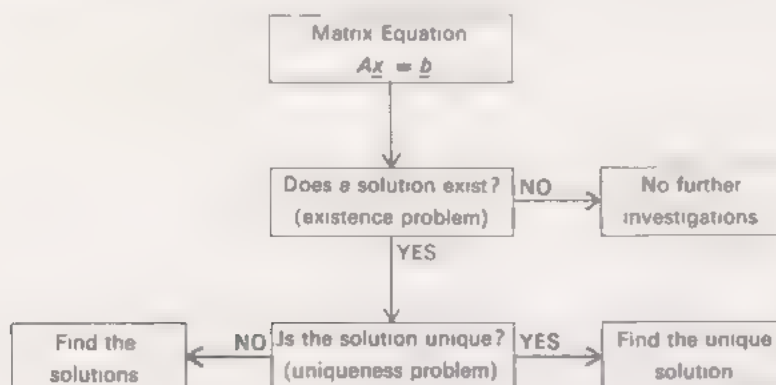 Matrix Equation
Ax = b
Does a solution exist?
(existence problem)
NO
No further
investigations
YES
Find the
solutions
NO
Is the solution unique?
(uniqueness problem)
YES
Find the unique
solution